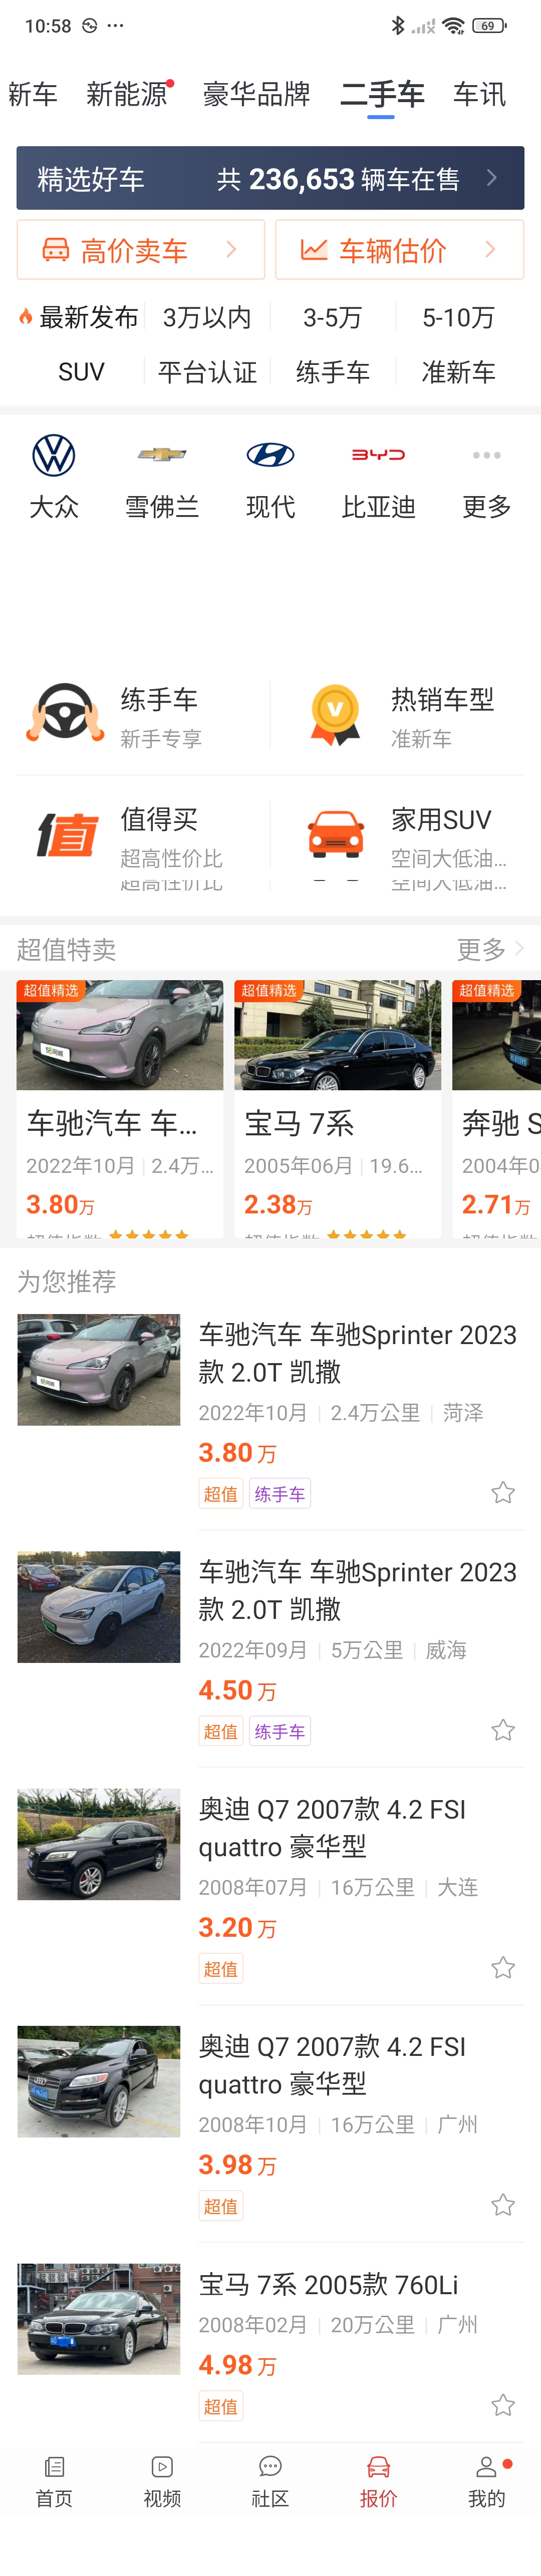 10:58
69
新车 新能源 豪华品牌 二手车 车讯
精选好车 共 236,653 辆车在售
高价卖车 车辆估价
最新发布 3万以内 3-5万 5-10万
SUV 平台认证 练手车 准新车
BYD
大众 雪佛兰 现代 比亚迪 更多
练手车 热销车型
新手专享 准新车
值 值得买 家用SUV
超高性价比 空间大低油...
超高性价比 空间大低油...
超值特卖 更多
超值精选 超值精选 超值精选
车驰汽车 车... 宝马 7系 奔驰 S
2022年10月 2.4万... 2005年06月 19.6... 2004年0
3.80万 2.38万 2.71万
超值指数 超值指数 超值指数
为您推荐
车驰汽车 车驰Sprinter 2023
款 2.0T 凯撒
2022年10月 2.4万公里 菏泽
3.80 万
超值 练手车
车驰汽车 车驰Sprinter 2023
款 2.0T 凯撒
2022年09月 5万公里 威海
4.50 万
超值 练手车
奥迪 Q7 2007款 4.2 FSI
quattro 豪华型
2008年07月 16万公里 大连
3.20 万
超值
奥迪 Q7 2007款 4.2 FSI
quattro 豪华型
2008年10月 16万公里 广州
3.98 万
超值
宝马 7系 2005款 760Li
2008年02月 20万公里 广州
4.98 万
超值
首页 视频 社区 报价 我的